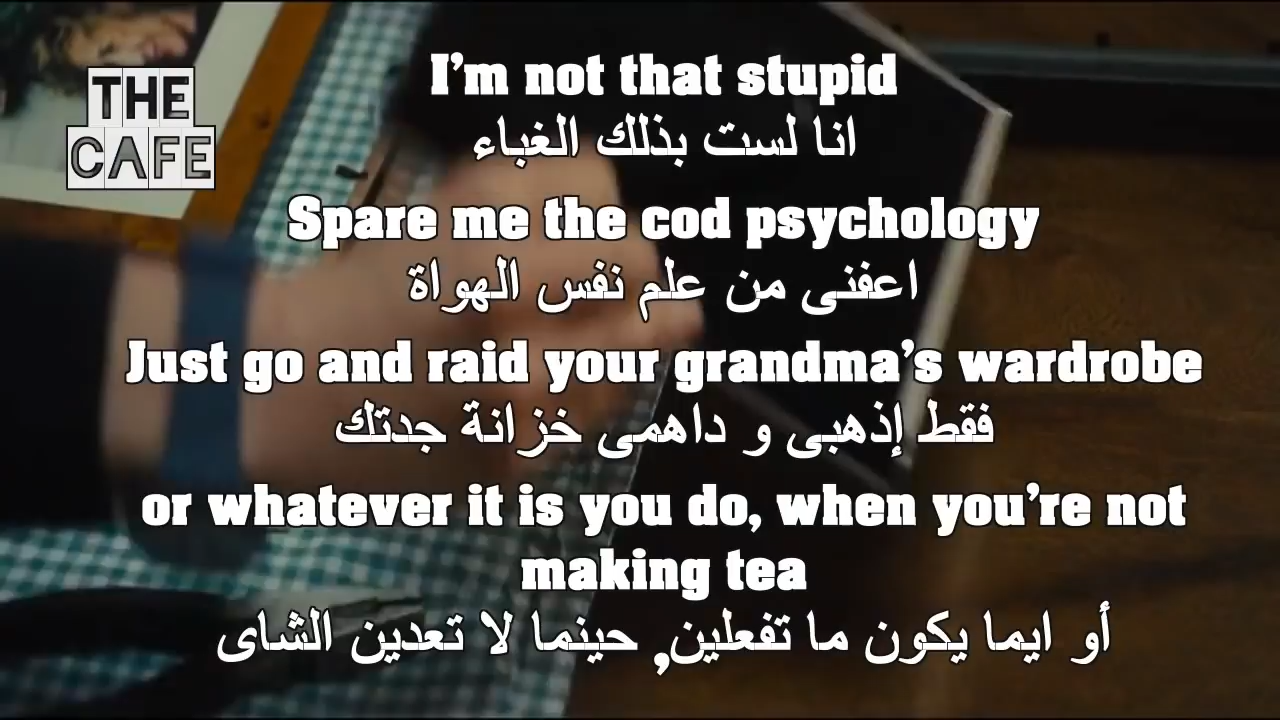 THE
CAFE
I'm not that stupid
انا لست بذلك الغباء
Spare me the cod psychology
اعفنى من علم نفس الهواة
Just go and raid your grandma's wardrobe
فقط إذهبى و داهمى خزانة جدتك
or whatever it is you do, when you're not
making tea
أو ايما يكون ما تفعلين, حينما لا تعدين الشاى